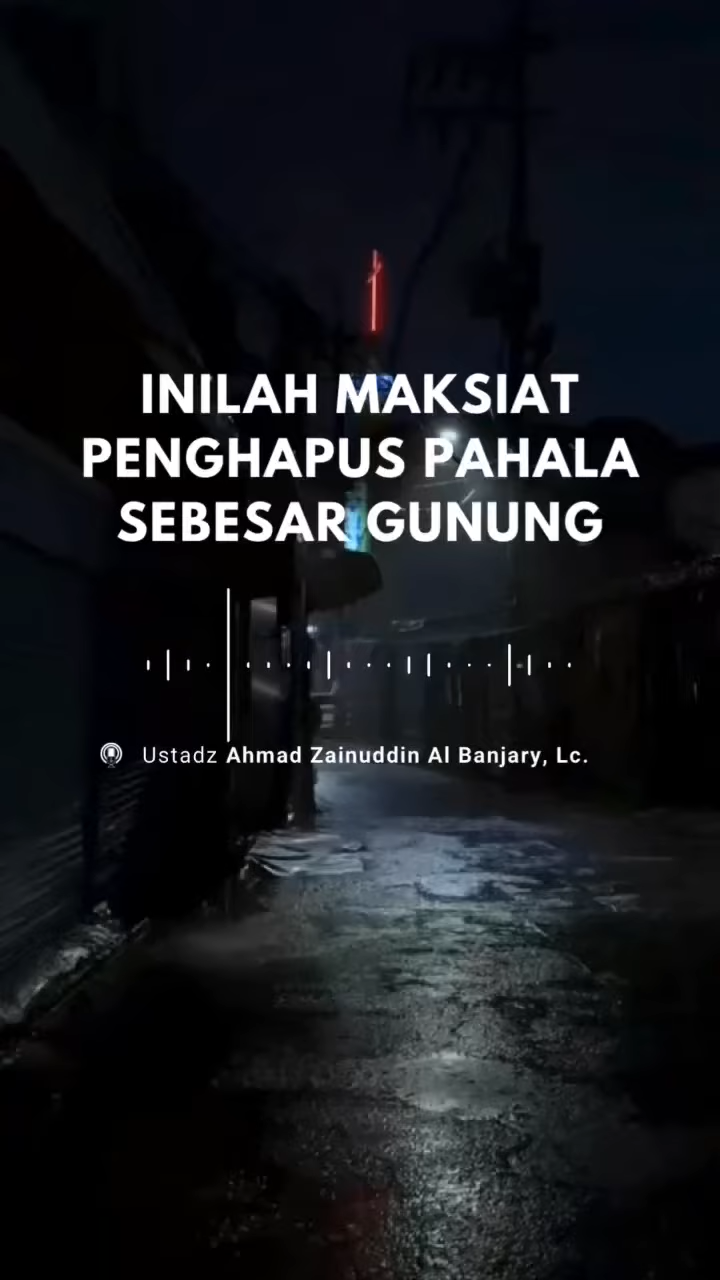 INILAH MAKSIAT
PENGHAPUS PAHALA
SEBESAR GUNUNG
Ustadz Ahmad Zainuddin Al Banjary, Lc.